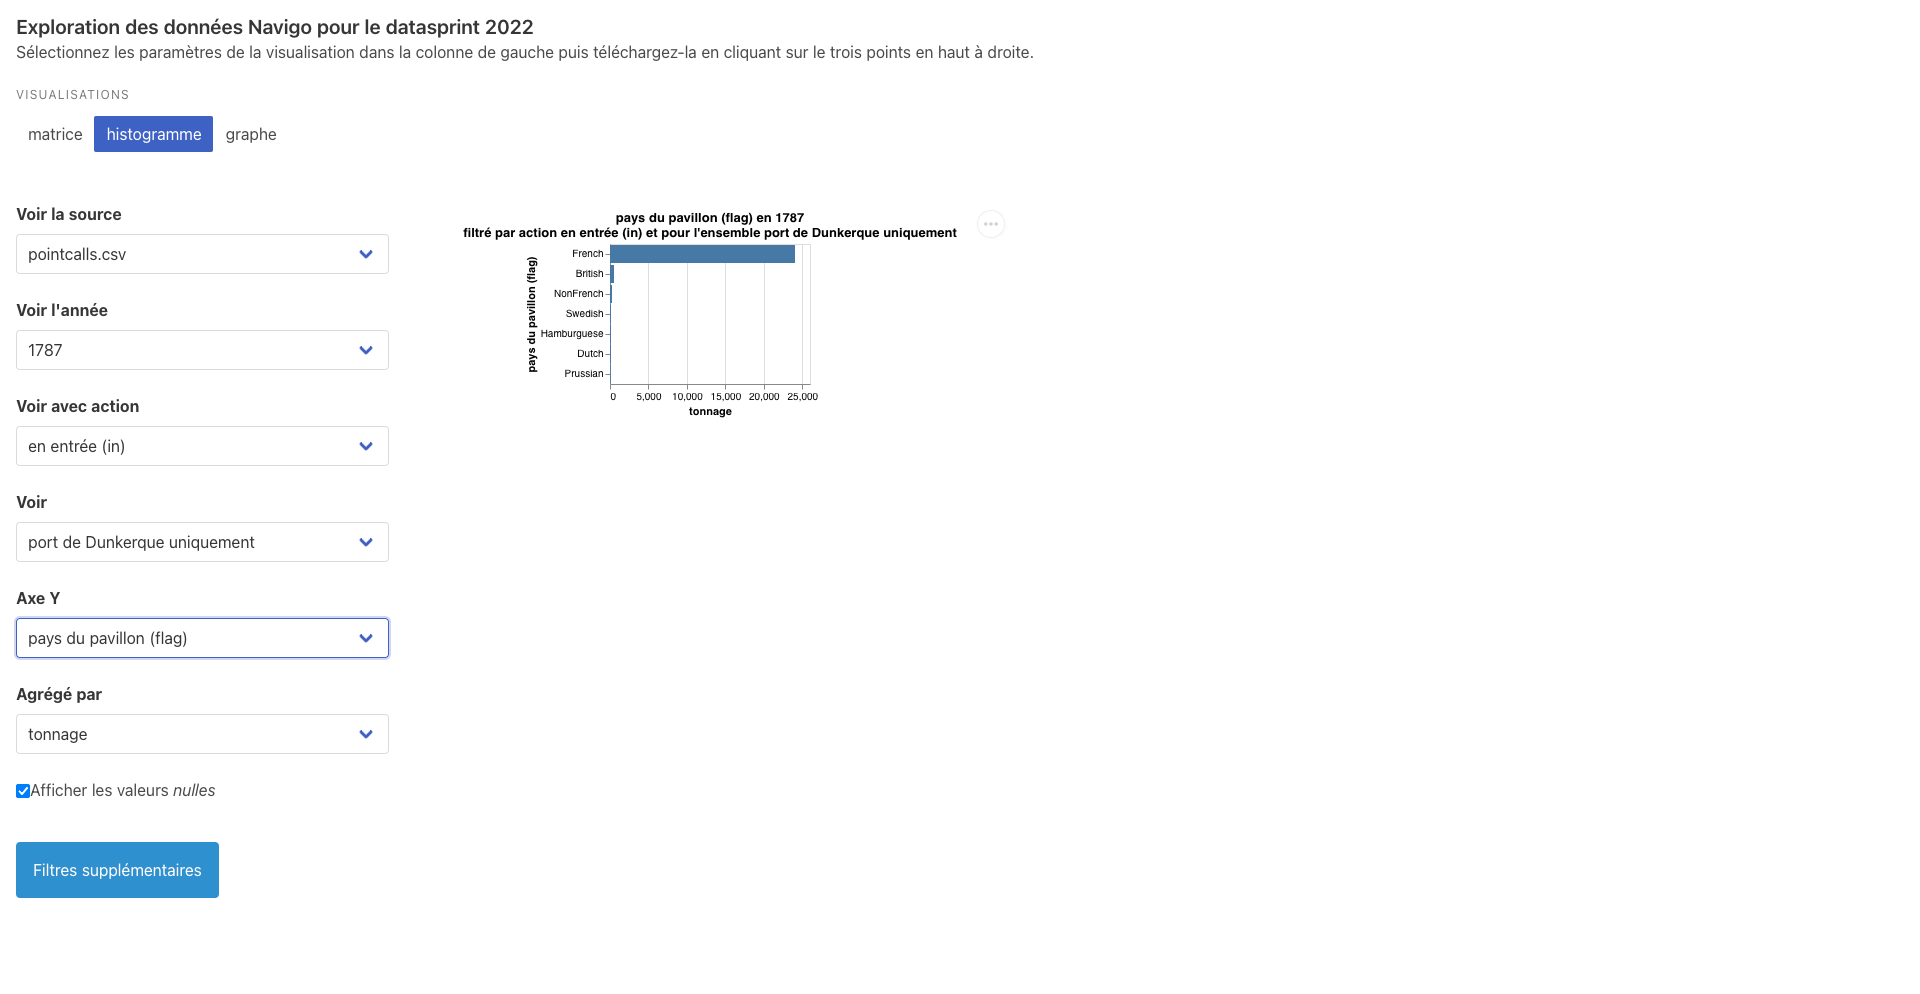 Exploration des données Navigo pour le datasprint 2022
Sélectionnez les paramètres de la visualisation dans la colonne de gauche puis téléchargez-la en cliquant sur le trois points en haut à droite.
VISUALISATIONS
matrice histogramme graphe
Voir la source
pointcalls.csv
Voir l'année
1787
Voir avec action
en entrée (in)
Voir
port de Dunkerque uniquement
Axe Y
pays du pavillon (flag)
Agrégé par
tonnage
Afficher les valeurs nulles
Filtres supplémentaires
pays du pavillon (flag) en 1787
filtré par action en entrée (in) et pour l'ensemble port de Dunkerque uniquement
pays du pavillon (flag)
French
British
NonFrench
Swedish
Hamburguese
Dutch
Prussian
0 5,000 10,000 15,000 20,000 25,000
tonnage